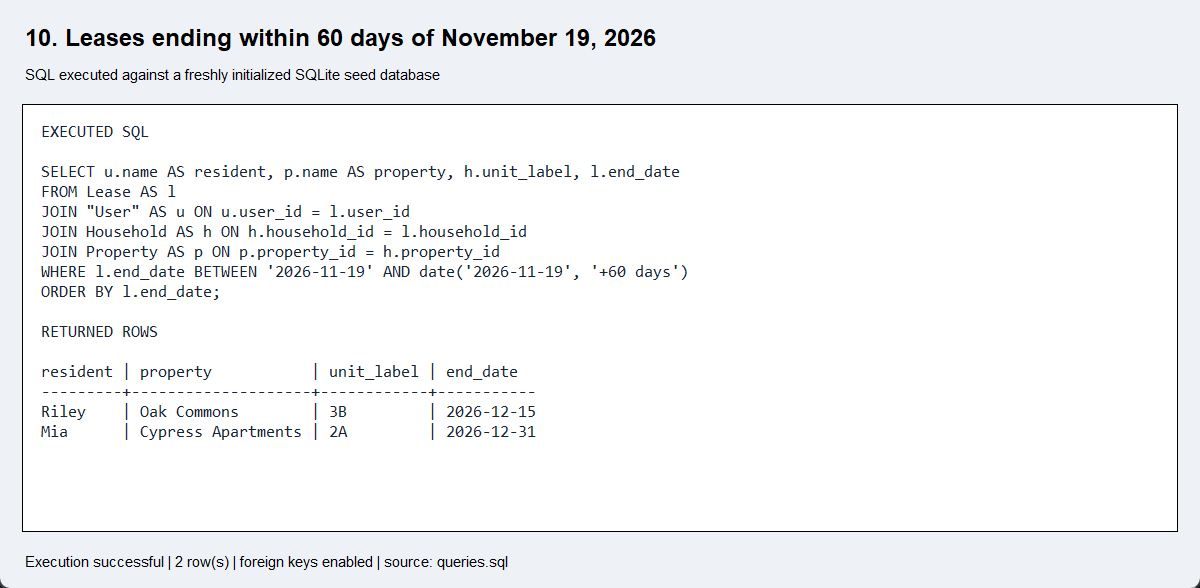 10. Leases ending within 60 days of November 19, 2026
SQL executed against a freshly initialized SQLite seed database
EXECUTED SQL
SELECT u.name AS resident, p.name AS property, h.unit_label, l.end_date
FROM Lease AS l
JOIN "User" AS u ON u.user_id = l.user_id
JOIN Household AS h ON h.household_id = l.household_id
JOIN Property AS p ON p.property_id = h.property_id
WHERE l.end_date BETWEEN '2026-11-19' AND date('2026-11-19', '+60 days')
ORDER BY l.end_date;
RETURNED ROWS
resident | property           | unit_label | end_date
---------+--------------------+------------+-----------
Riley    | Oak Commons        | 3B         | 2026-12-15
Mia      | Cypress Apartments | 2A         | 2026-12-31
Execution successful | 2 row(s) | foreign keys enabled | source: queries.sql